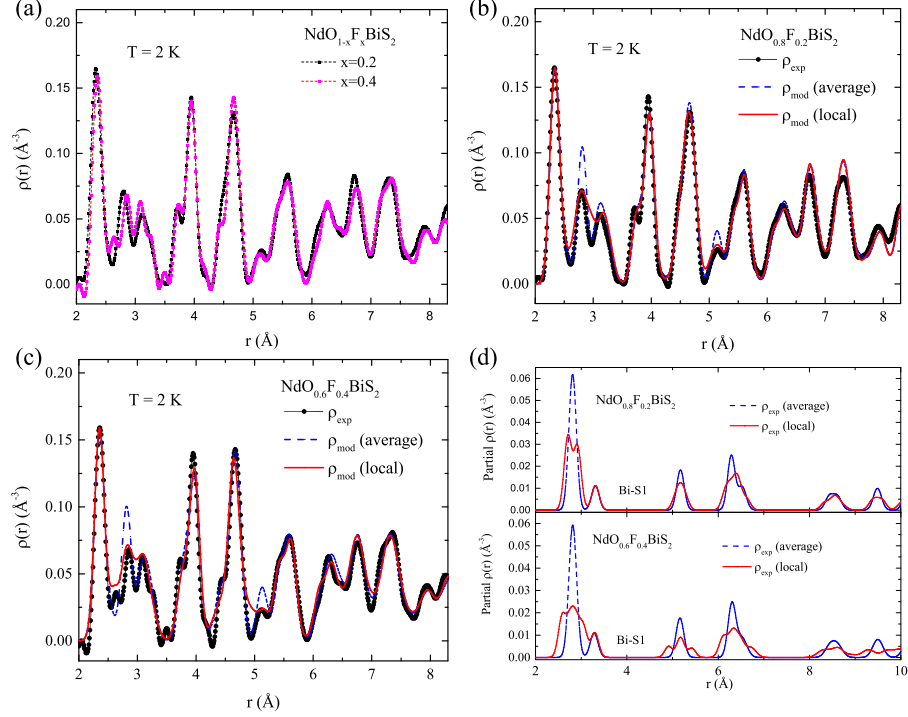 (a)
NdO1-xFxBiS2
T = 2 K
x=0.2
x=0.4
ρ(r) (Å-3)
0.20
0.15
0.10
0.05
0.00
2 3 4 5 6 7 8
r (Å)
(b)
NdO0.8F0.2BiS2
T = 2 K
ρexp
ρmod (average)
ρmod (local)
ρ(r) (Å-3)
0.20
0.15
0.10
0.05
0.00
2 3 4 5 6 7 8
r (Å)
(c)
NdO0.6F0.4BiS2
T = 2 K
ρexp
ρmod (average)
ρmod (local)
ρ(r) (Å-3)
0.20
0.15
0.10
0.05
0.00
2 3 4 5 6 7 8
r (Å)
(d)
NdO0.8F0.2BiS2
ρexp (average)
ρexp (local)
Bi-S1
Partial ρ(r) (Å-3)
0.06
0.05
0.04
0.03
0.02
0.01
0.00
NdO0.6F0.4BiS2
ρexp (average)
ρexp (local)
Bi-S1
Partial ρ(r) (Å-3)
0.06
0.05
0.04
0.03
0.02
0.01
0.00
2 4 6 8 10
r (Å)